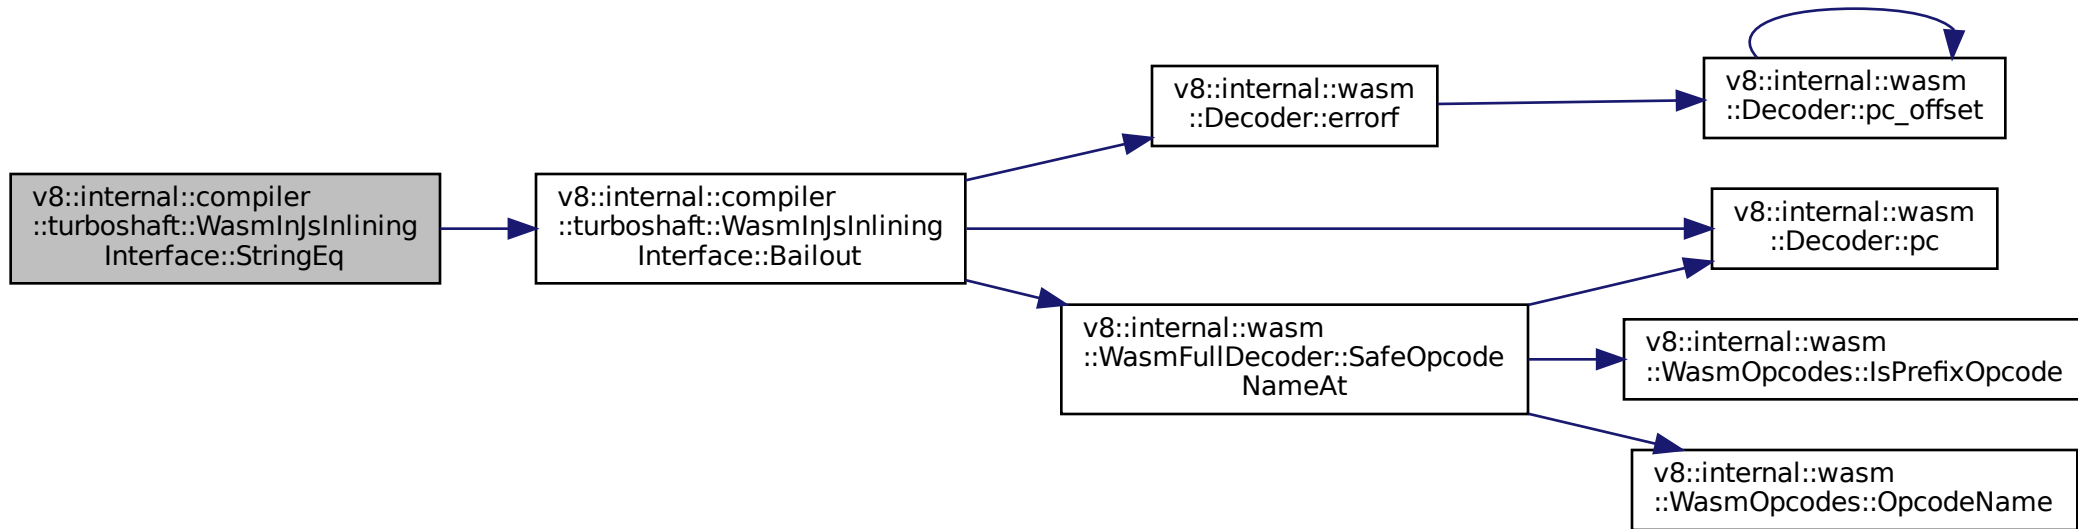 v8::internal::compiler
::turboshaft::WasmInJsInlining
Interface::StringEq
v8::internal::compiler
::turboshaft::WasmInJsInlining
Interface::Bailout
v8::internal::wasm
::Decoder::errorf
v8::internal::wasm
::Decoder::pc_offset
v8::internal::wasm
::Decoder::pc
v8::internal::wasm
::WasmFullDecoder::SafeOpcode
NameAt
v8::internal::wasm
::WasmOpcodes::IsPrefixOpcode
v8::internal::wasm
::WasmOpcodes::OpcodeName